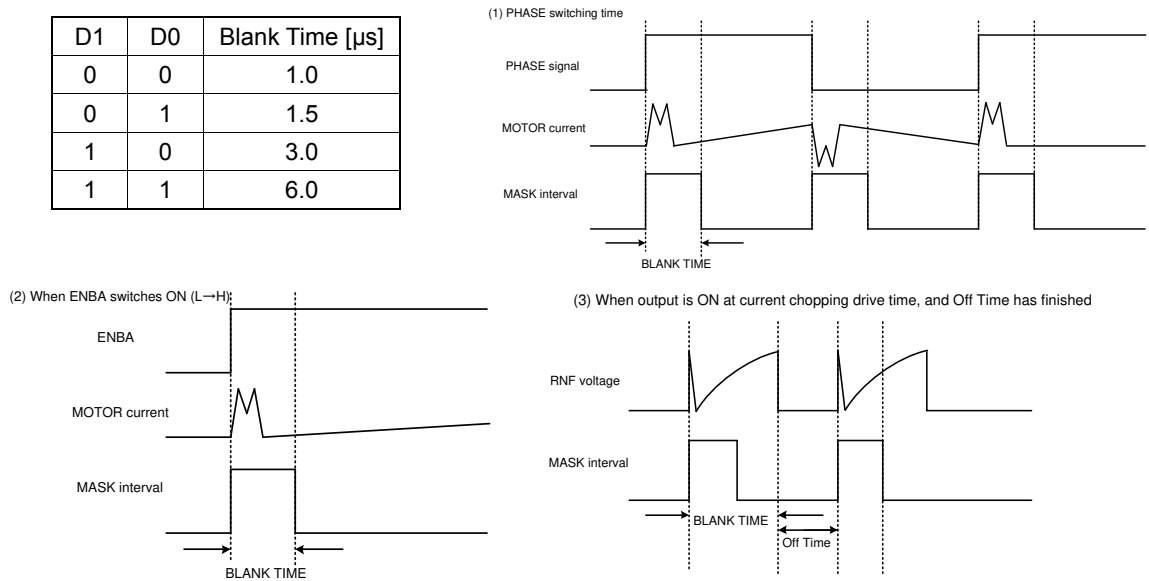 D1 D0 Blank Time [μs]
0 0 1.0
0 1 1.5
1 0 3.0
1 1 6.0
(1) PHASE switching time
PHASE signal
MOTOR current
MASK interval
BLANK TIME
(2) When ENBA switches ON (L→H)
ENBA
MOTOR current
MASK interval
BLANK TIME
(3) When output is ON at current chopping drive time, and Off Time has finished
RNF voltage
MASK interval
BLANK TIME
Off Time